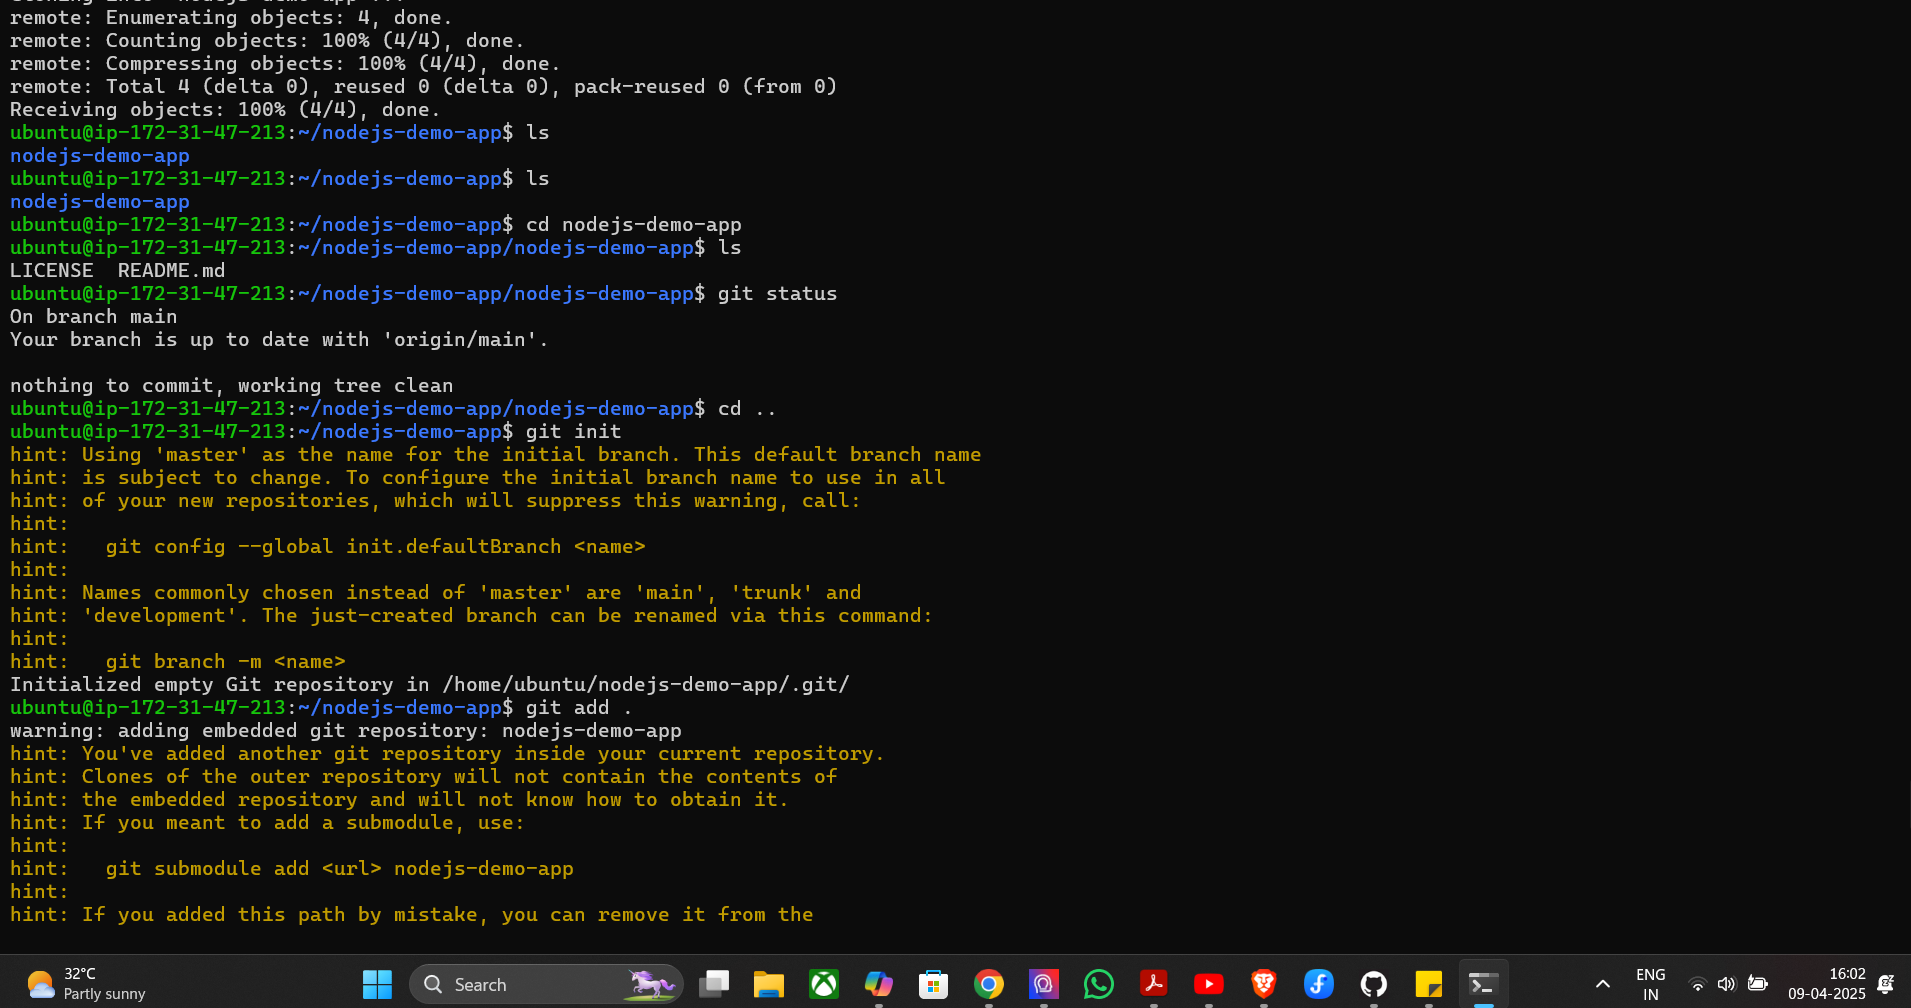 remote: Enumerating objects: 4, done.
remote: Counting objects: 100% (4/4), done.
remote: Compressing objects: 100% (4/4), done.
remote: Total 4 (delta 0), reused 0 (delta 0), pack-reused 0 (from 0)
Receiving objects: 100% (4/4), done.
ubuntu@ip-172-31-47-213:~/nodejs-demo-app$ ls
nodejs-demo-app
ubuntu@ip-172-31-47-213:~/nodejs-demo-app$ ls
nodejs-demo-app
ubuntu@ip-172-31-47-213:~/nodejs-demo-app$ cd nodejs-demo-app
ubuntu@ip-172-31-47-213:~/nodejs-demo-app/nodejs-demo-app$ ls
LICENSE  README.md
ubuntu@ip-172-31-47-213:~/nodejs-demo-app/nodejs-demo-app$ git status
On branch main
Your branch is up to date with 'origin/main'.
nothing to commit, working tree clean
ubuntu@ip-172-31-47-213:~/nodejs-demo-app/nodejs-demo-app$ cd ..
ubuntu@ip-172-31-47-213:~/nodejs-demo-app$ git init
hint: Using 'master' as the name for the initial branch. This default branch name
hint: is subject to change. To configure the initial branch name to use in all
hint: of your new repositories, which will suppress this warning, call:
hint:
hint:   git config --global init.defaultBranch <name>
hint:
hint: Names commonly chosen instead of 'master' are 'main', 'trunk' and
hint: 'development'. The just-created branch can be renamed via this command:
hint:
hint:   git branch -m <name>
Initialized empty Git repository in /home/ubuntu/nodejs-demo-app/.git/
ubuntu@ip-172-31-47-213:~/nodejs-demo-app$ git add .
warning: adding embedded git repository: nodejs-demo-app
hint: You've added another git repository inside your current repository.
hint: Clones of the outer repository will not contain the contents of
hint: the embedded repository and will not know how to obtain it.
hint: If you meant to add a submodule, use:
hint:
hint:   git submodule add <url> nodejs-demo-app
hint:
hint: If you added this path by mistake, you can remove it from the
32°C
Partly sunny
Search
ENG
IN
16:02
09-04-2025